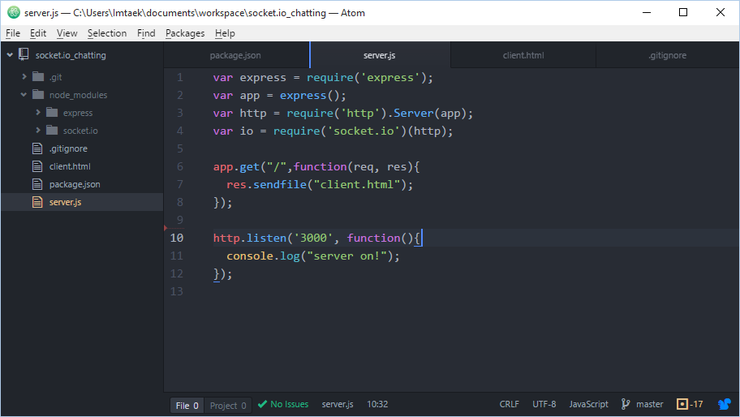 server.js — C:\Users\Imtaek\documents\workspace\socket.io_chatting — Atom
File Edit View Selection Find Packages Help
socket.io_chatting
.git
node_modules
express
socket.io
.gitignore
client.html
package.json
server.js
package.json server.js client.html .gitignore
1 var express = require('express');
2 var app = express();
3 var http = require('http').Server(app);
4 var io = require('socket.io')(http);
5
6 app.get("/",function(req, res){
7 res.sendfile("client.html");
8 });
9
10 http.listen('3000', function(){
11 console.log("server on!");
12 });
13
File 0 Project 0 No Issues server.js 10:32 CRLF UTF-8 JavaScript master -17